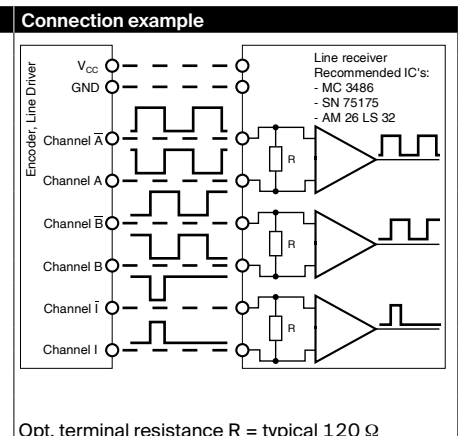 Connection example
Encoder, Line Driver
V_CC
GND
Channel A̅
Channel A
Channel B̅
Channel B
Channel I̅
Channel I
Line receiver
Recommended IC's:
- MC 3486
- SN 75175
- AM 26 LS 32
R
R
R
Opt. terminal resistance R = typical 120 Ω